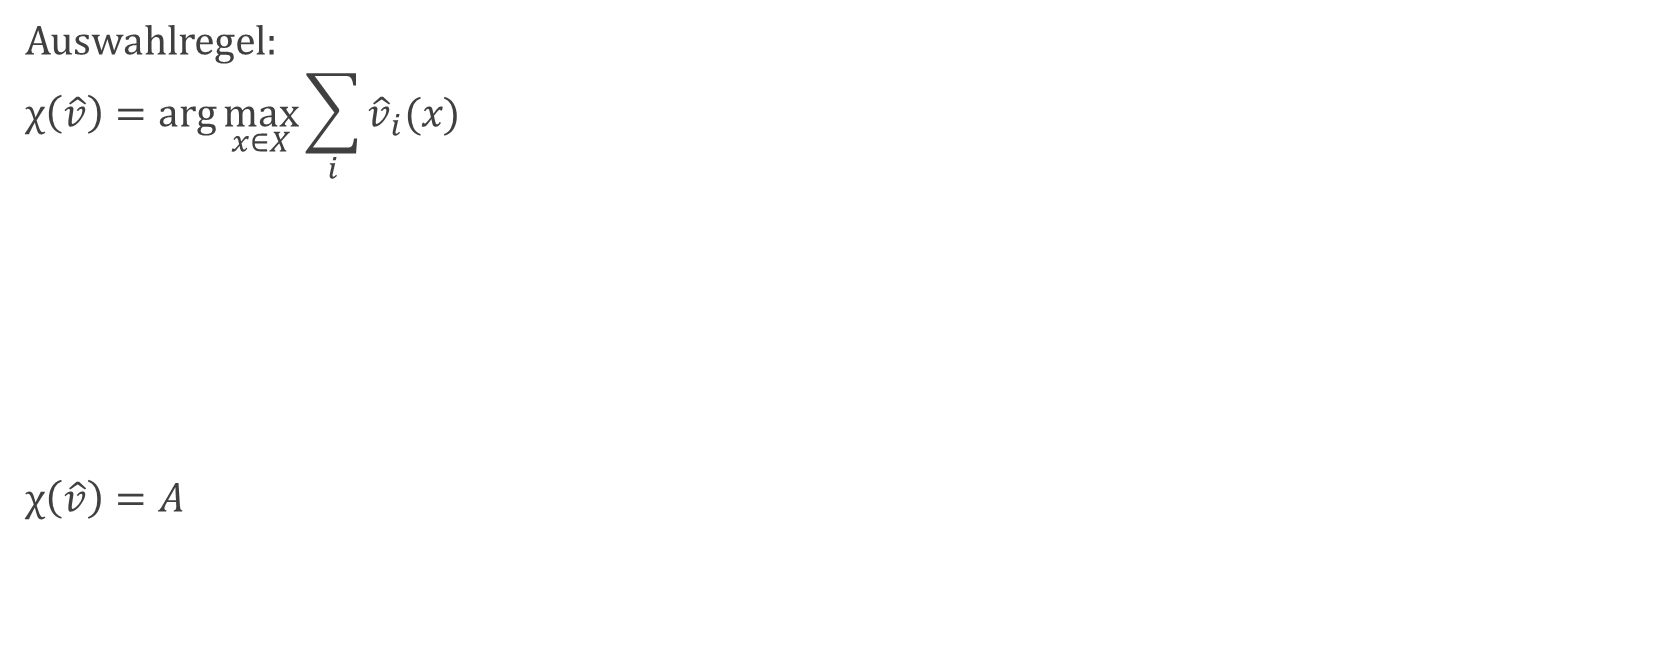 Auswahlregel:
χ(v̂) = arg max_{x∈X} ∑_i v̂_i(x)
χ(v̂) = A